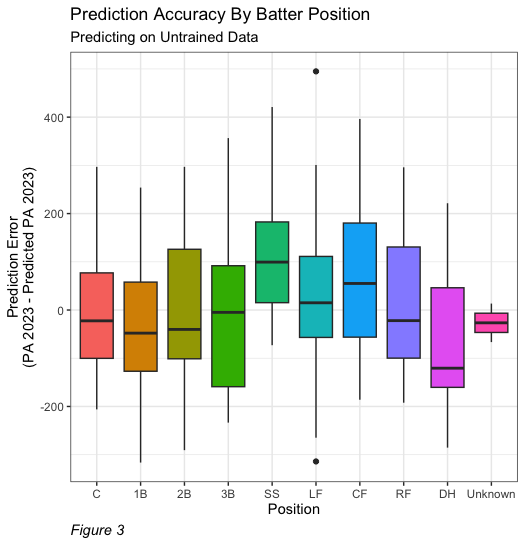 Prediction Accuracy By Batter Position
Predicting on Untrained Data
Prediction Error
(PA 2023 - Predicted PA 2023)
400
200
0
-200
C 1B 2B 3B SS LF CF RF DH Unknown
Position
Figure 3